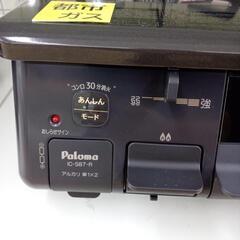 都市
ガス
コンロ30分消火
あんしん
モード
弱
強
おしらせサイン
Paloma
IC-S87-R
アルカリ 単1×2